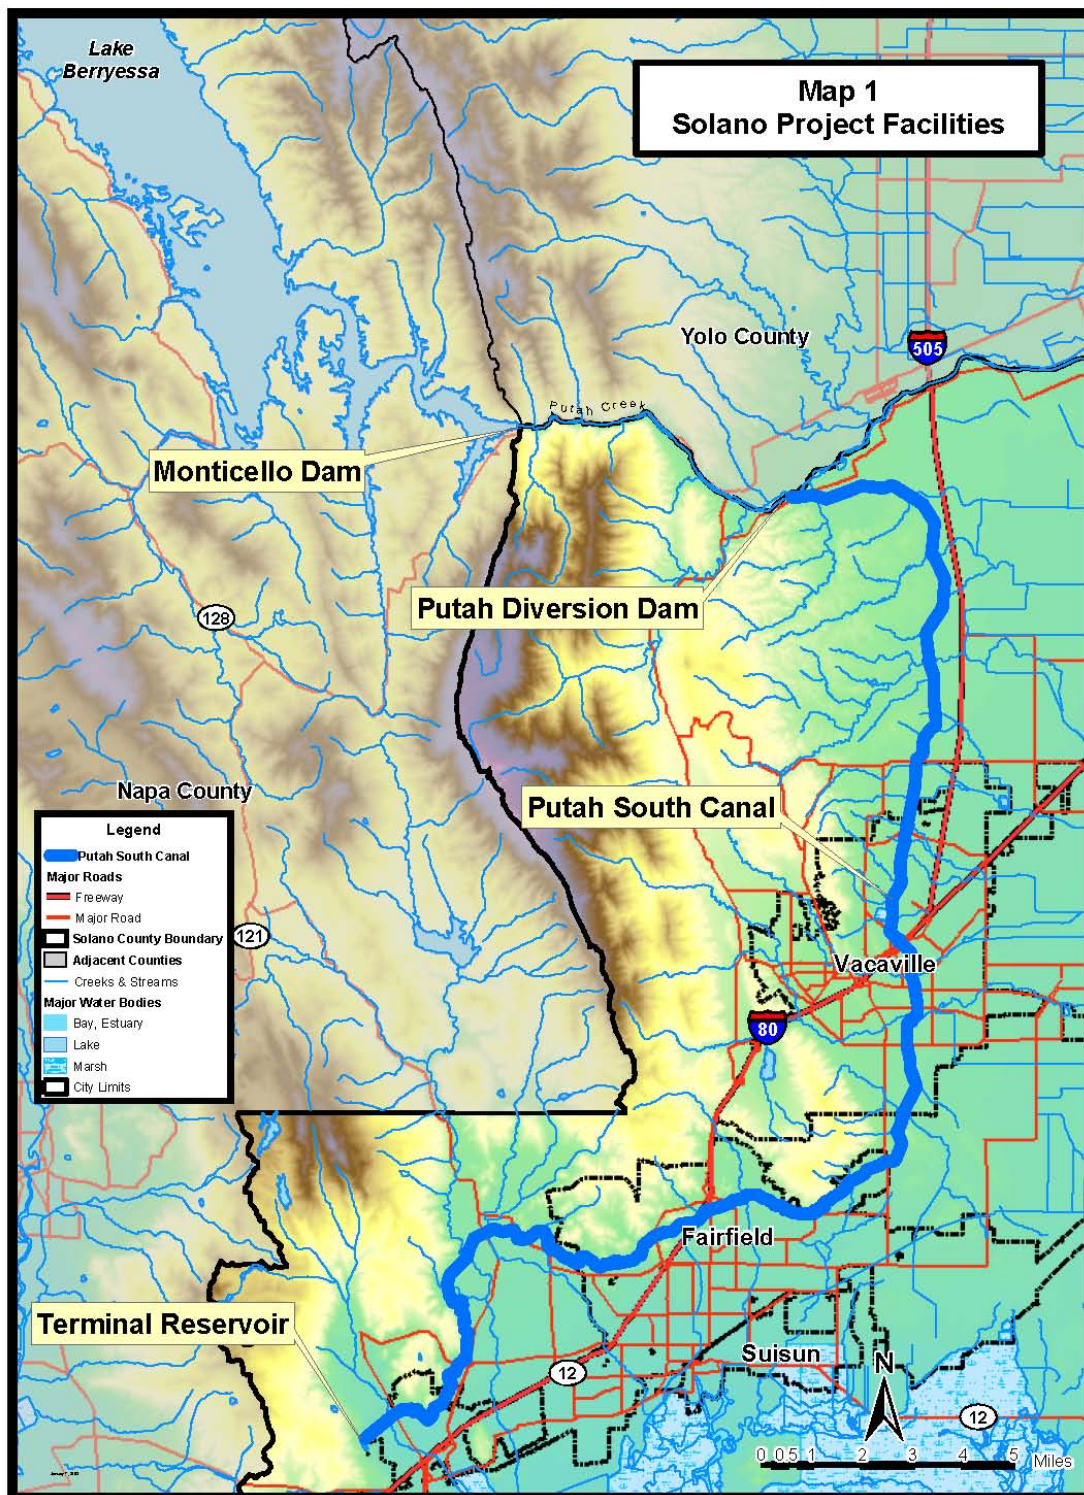 Lake
Berryessa
Map 1
Solano Project Facilities
Yolo County
505
Putah Creek
Monticello Dam
Putah Diversion Dam
128
Napa County
Putah South Canal
Legend
Putah South Canal
Major Roads
Freeway
Major Road
Solano County Boundary
121
Adjacent Counties
Creeks & Streams
Major Water Bodies
Bay, Estuary
Lake
Marsh
City Limits
Vacaville
80
Fairfield
Terminal Reservoir
Suisun
N
12
12
0 0.5 1 2 3 4 5
Miles